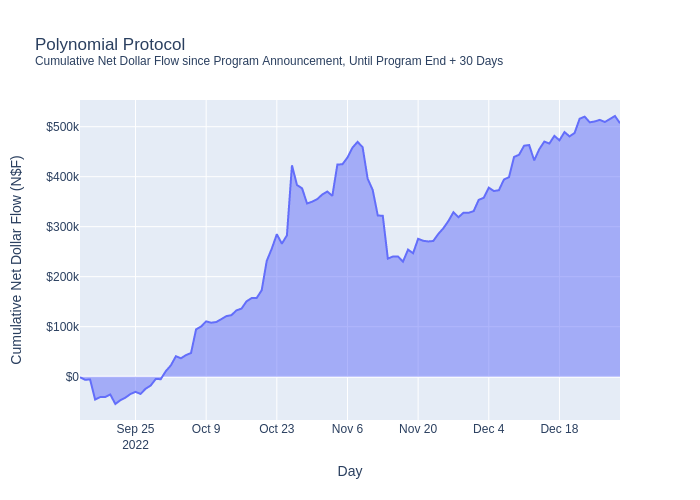 Polynomial Protocol
Cumulative Net Dollar Flow since Program Announcement, Until Program End + 30 Days
Cumulative Net Dollar Flow (N$F)
$500k
$400k
$300k
$200k
$100k
$0
Sep 25
2022
Oct 9
Oct 23
Nov 6
Nov 20
Dec 4
Dec 18
Day